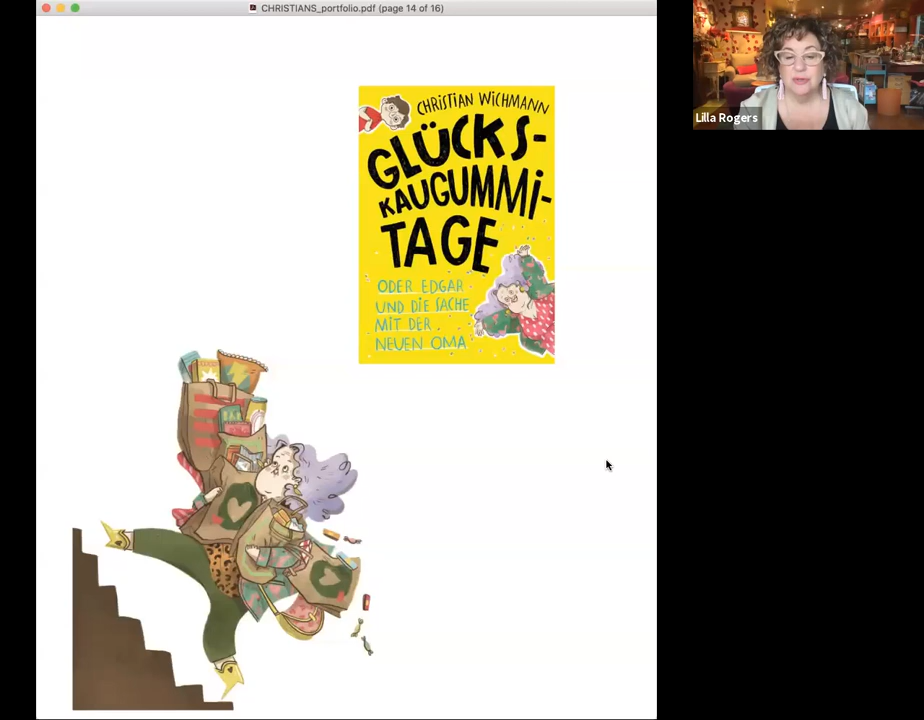 CHRISTIANS_portfolio.pdf (page 14 of 16)
CHRISTIAN WICHMANN
GLÜCKS-
KAUGUMMI-
TAGE
ODER EDGAR
UND DIE SACHE
MIT DER
NEUEN OMA
Lilla Rogers